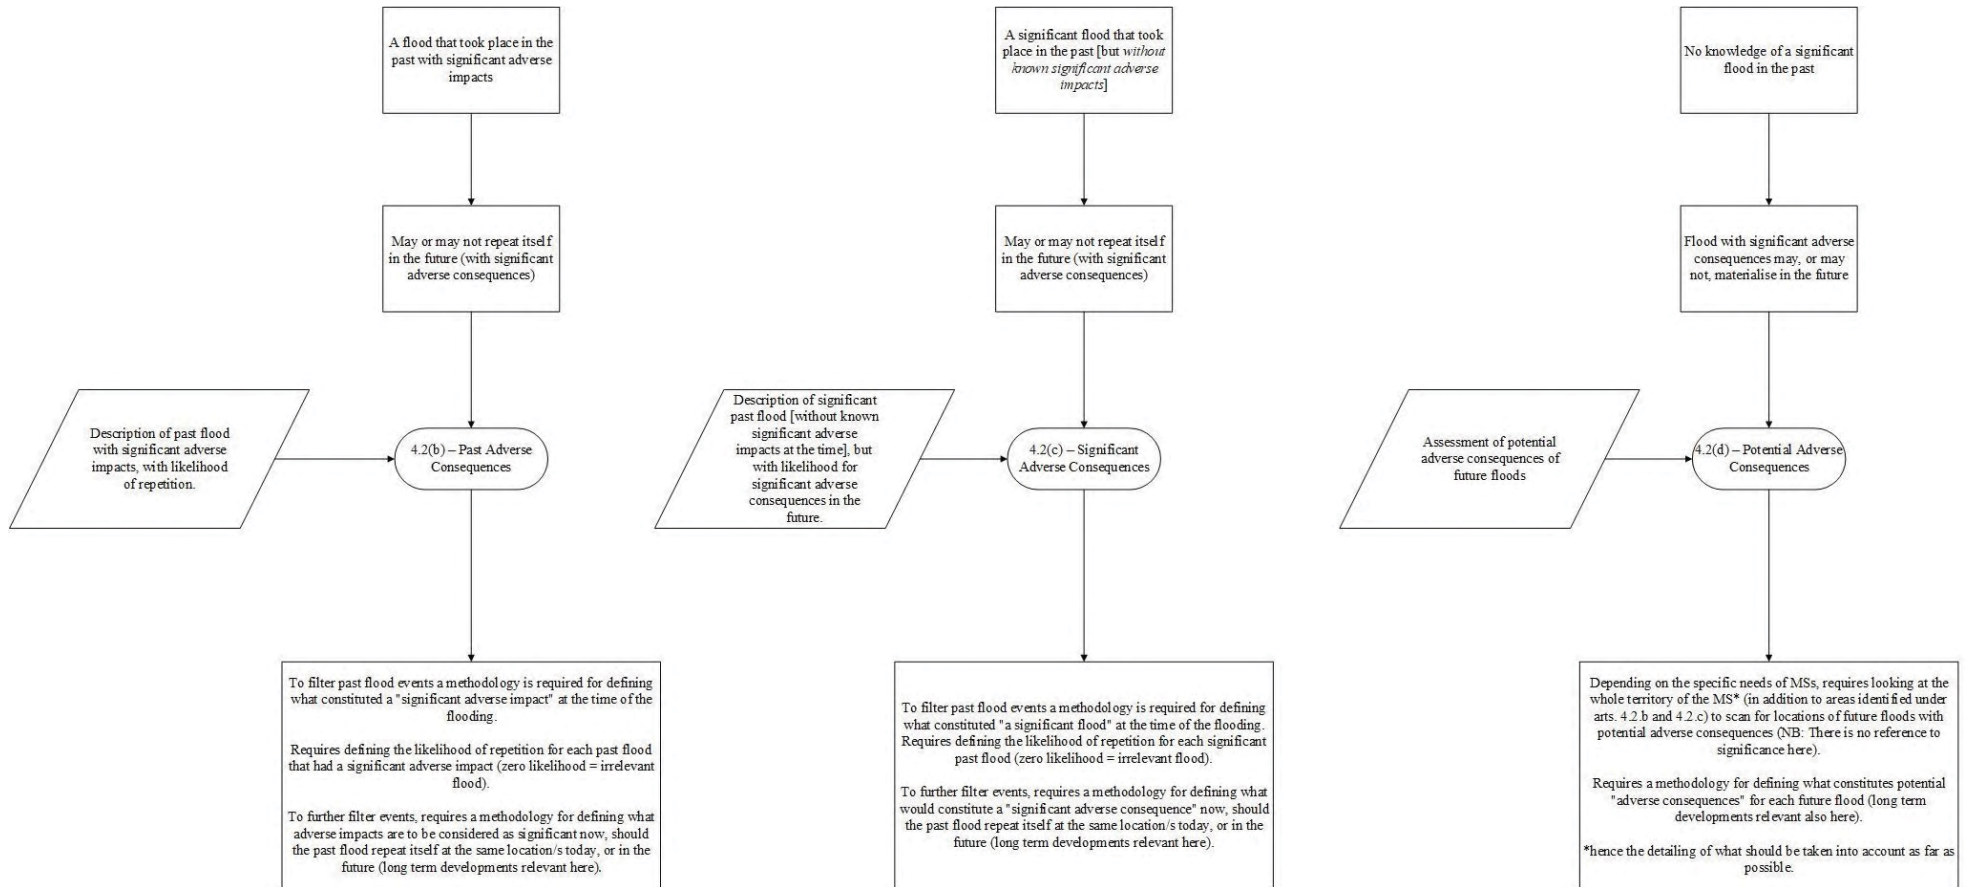 A flood that took place in the
past with significant adverse
impacts
May or may not repeat itself
in the future (with significant
adverse consequences)
Description of past flood
with significant adverse
impacts, with likelihood
of repetition.
4.2(b) – Past Adverse
Consequences
To filter past flood events a methodology is required for defining
what constituted a "significant adverse impact" at the time of the
flooding.
Requires defining the likelihood of repetition for each past flood
that had a significant adverse impact (zero likelihood = irrelevant
flood).
To further filter events, requires a methodology for defining what
adverse impacts are to be considered as significant now, should
the past flood repeat itself at the same location/s today, or in the
future (long term developments relevant here).
A significant flood that took
place in the past [but without
known significant adverse
impacts]
May or may not repeat itself
in the future (with significant
adverse consequences)
Description of significant
past flood [without known
significant adverse
impacts at the time], but
with likelihood for
significant adverse
consequences in the
future.
4.2(c) – Significant
Adverse Consequences
To filter past flood events a methodology is required for defining
what constituted "a significant flood" at the time of the flooding.
Requires defining the likelihood of repetition for each significant
past flood (zero likelihood = irrelevant flood).
To further filter events, requires a methodology for defining what
would constitute a "significant adverse consequence" now, should
the past flood repeat itself at the same location/s today, or in the
future (long term developments relevant here).
No knowledge of a significant
flood in the past
Flood with significant adverse
consequences may, or may
not, materialise in the future
Assessment of potential
adverse consequences of
future floods
4.2(d) – Potential Adverse
Consequences
Depending on the specific needs of MSs, requires looking at the
whole territory of the MS* (in addition to areas identified under
arts. 4.2.b and 4.2.c) to scan for locations of future floods with
potential adverse consequences (NB: There is no reference to
significance here).
Requires a methodology for defining what constitutes potential
"adverse consequences" for each future flood (long term
developments relevant also here).
*hence the detailing of what should be taken into account as far as
possible.